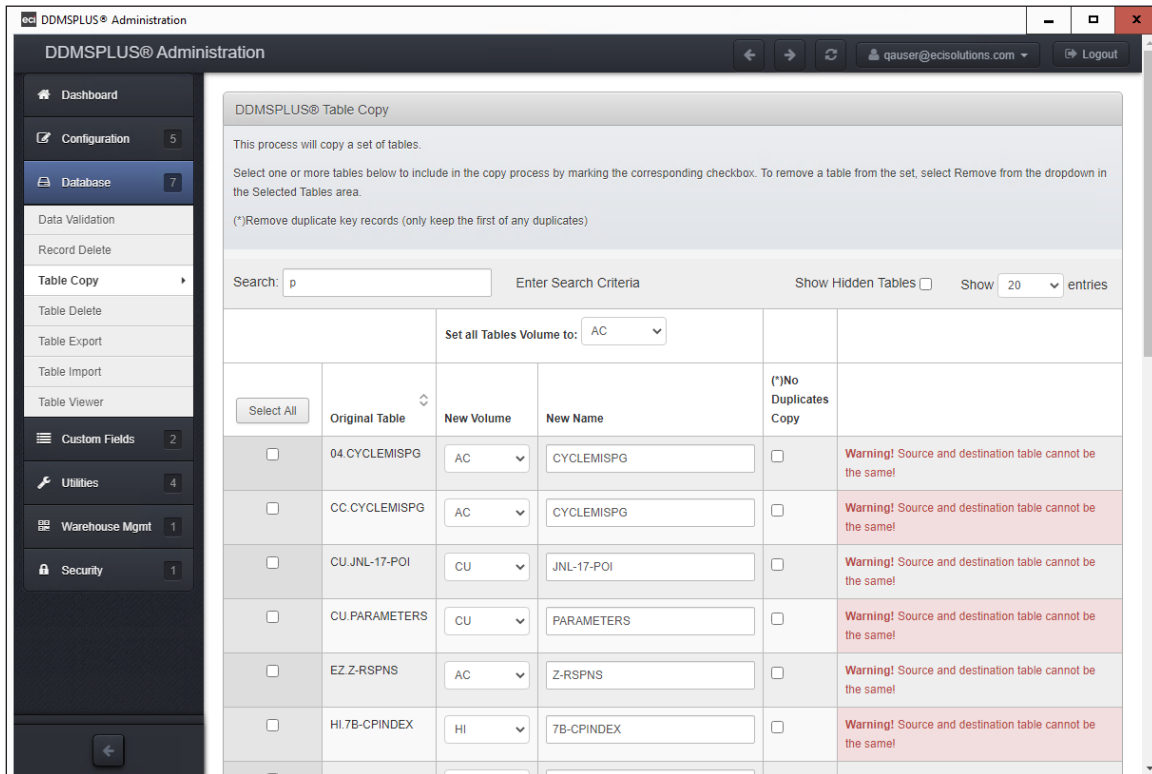 eci DDMSPLUS® Administration
DDMSPLUS® Administration
qauser@ecisolutions.com
Logout
Dashboard
Configuration 5
Database 7
Data Validation
Record Delete
Table Copy
Table Delete
Table Export
Table Import
Table Viewer
Custom Fields 2
Utilities 4
Warehouse Mgmt 1
Security 1
DDMSPLUS® Table Copy
This process will copy a set of tables.
Select one or more tables below to include in the copy process by marking the corresponding checkbox. To remove a table from the set, select Remove from the dropdown in
the Selected Tables area.
(*)Remove duplicate key records (only keep the first of any duplicates)
Search: p Enter Search Criteria Show Hidden Tables Show 20 entries
Set all Tables Volume to: AC
Select All
Original Table
New Volume
New Name
(*)No
Duplicates
Copy
04.CYCLEMISPG AC CYCLEMISPG Warning! Source and destination table cannot be
the same!
CC.CYCLEMISPG AC CYCLEMISPG Warning! Source and destination table cannot be
the same!
CU.JNL-17-POI CU JNL-17-POI Warning! Source and destination table cannot be
the same!
CU.PARAMETERS CU PARAMETERS Warning! Source and destination table cannot be
the same!
EZ.Z-RSPNS AC Z-RSPNS Warning! Source and destination table cannot be
the same!
HI.7B-CPINDEX HI 7B-CPINDEX Warning! Source and destination table cannot be
the same!